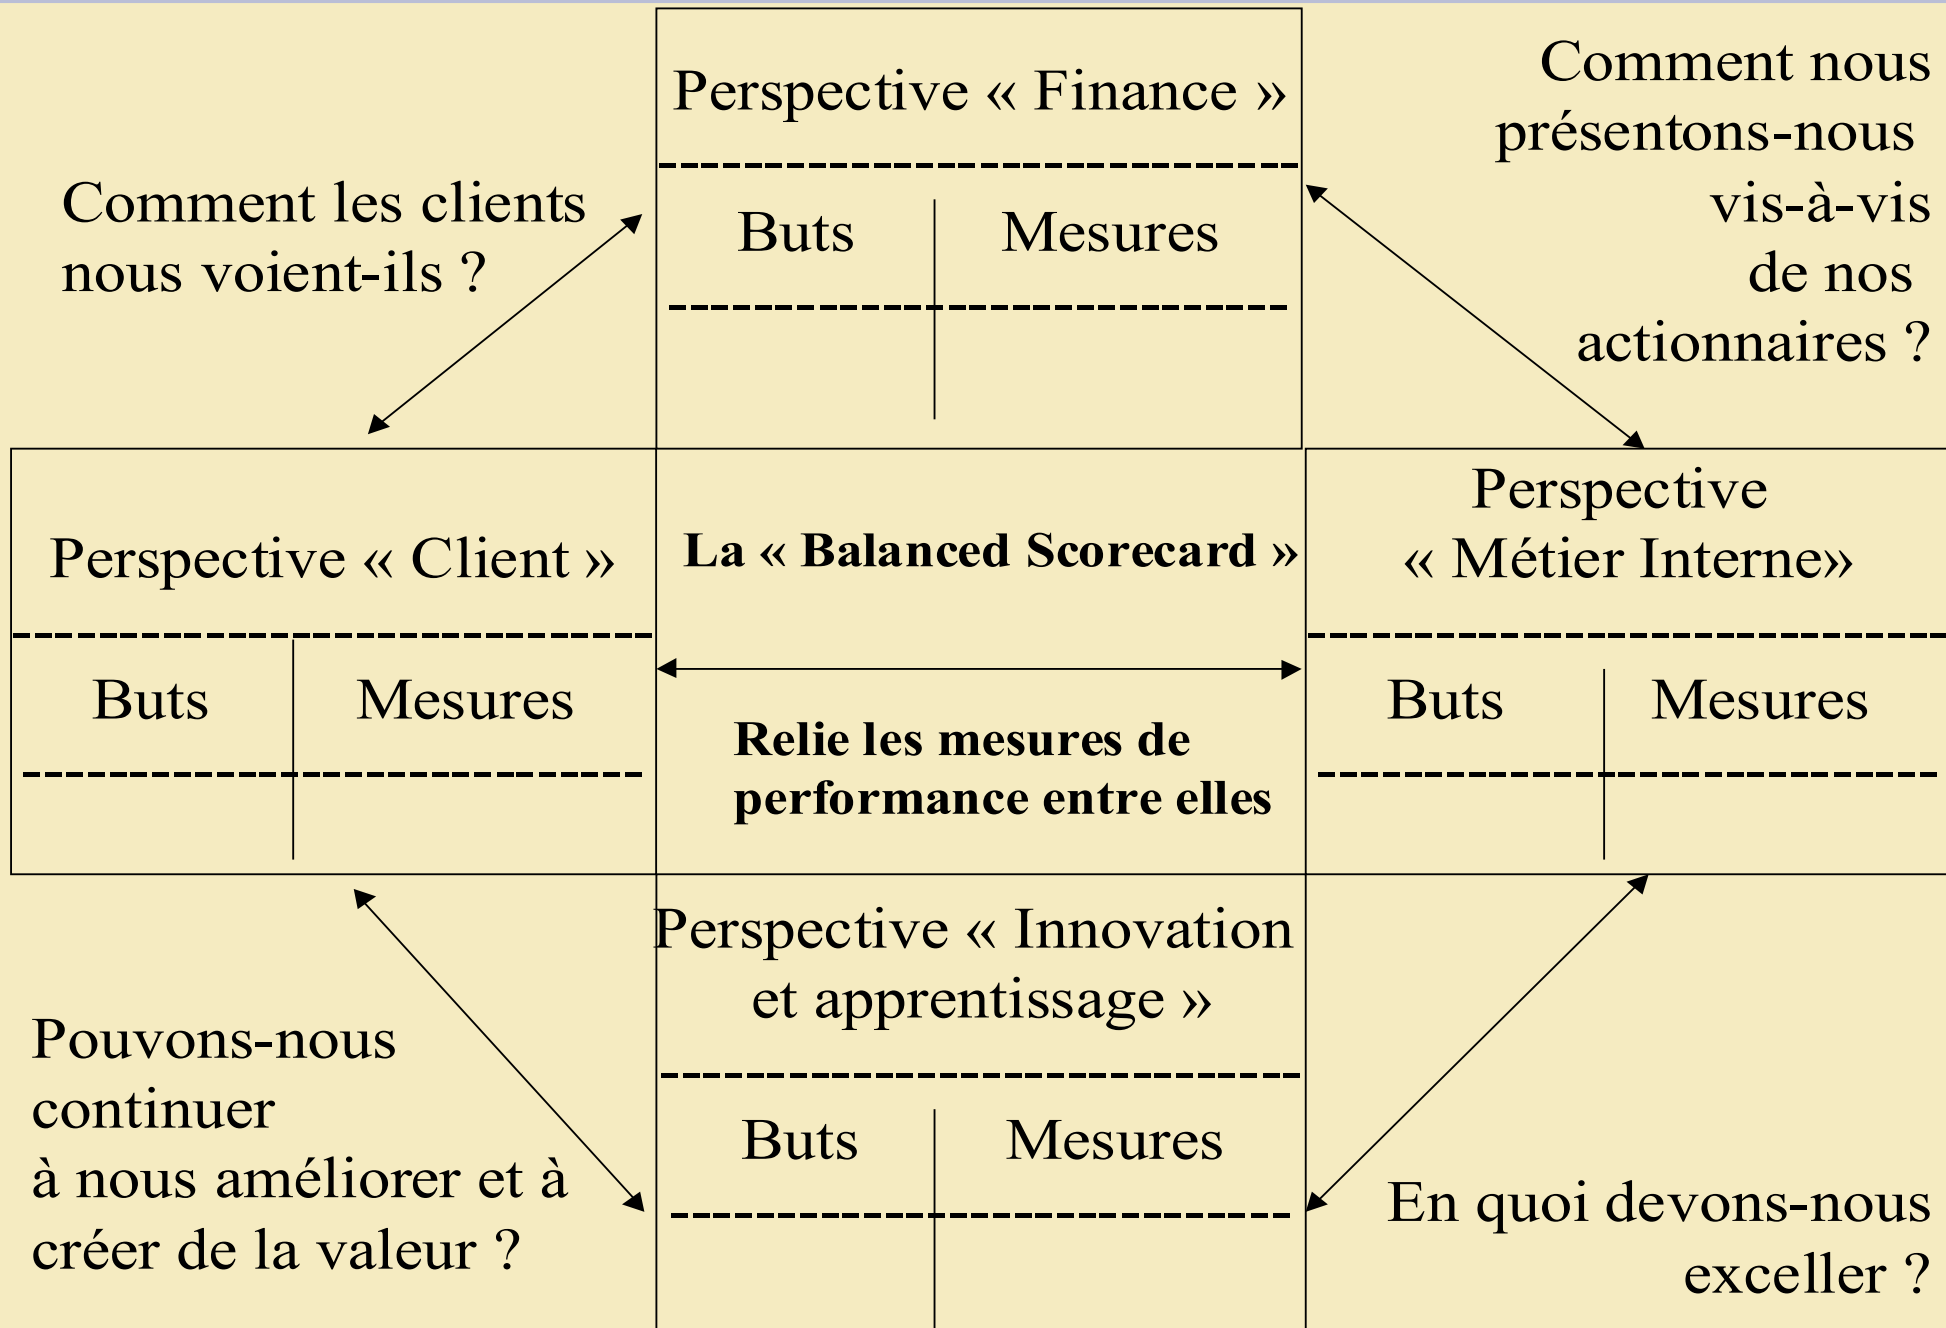 Perspective « Finance »
Buts Mesures
Comment les clients
nous voient-ils ?
Comment nous
présentons-nous
vis-à-vis
de nos
actionnaires ?
Perspective « Client »
Buts Mesures
La « Balanced Scorecard »
Relie les mesures de
performance entre elles
Perspective
« Métier Interne»
Buts Mesures
Perspective « Innovation
et apprentissage »
Buts Mesures
Pouvons-nous
continuer
à nous améliorer et à
créer de la valeur ?
En quoi devons-nous
exceller ?